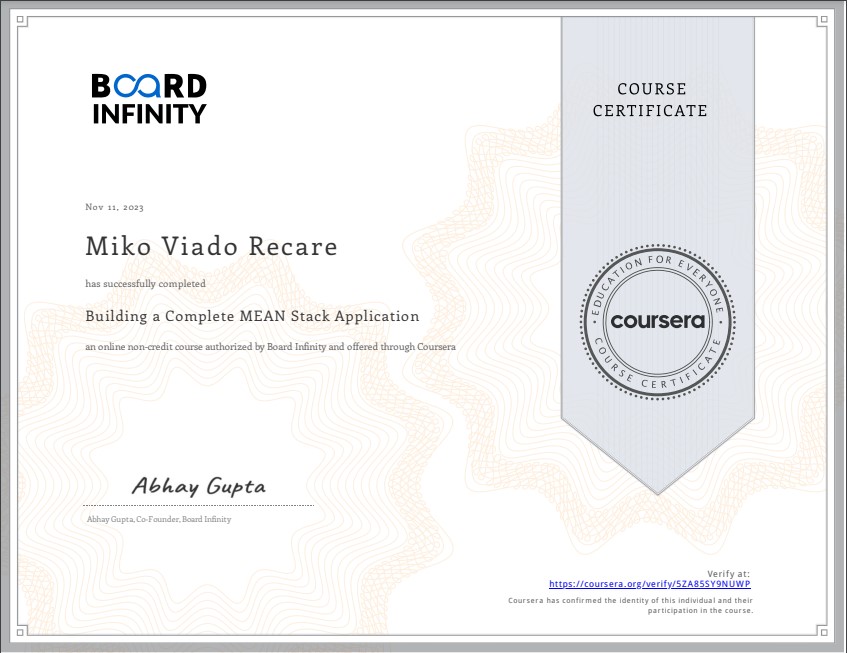 BOARD
INFINITY
COURSE
CERTIFICATE
Nov 11, 2023
Miko Viado Recare
has successfully completed
Building a Complete MEAN Stack Application
an online non-credit course authorized by Board Infinity and offered through Coursera
EDUCATION FOR EVERYONE
coursera
COURSE CERTIFICATE
Abhay Gupta
Abhay Gupta, Co-Founder, Board Infinity
Verify at:
https://coursera.org/verify/5ZA85SY9NUWP
Coursera has confirmed the identity of this individual and their
participation in the course.